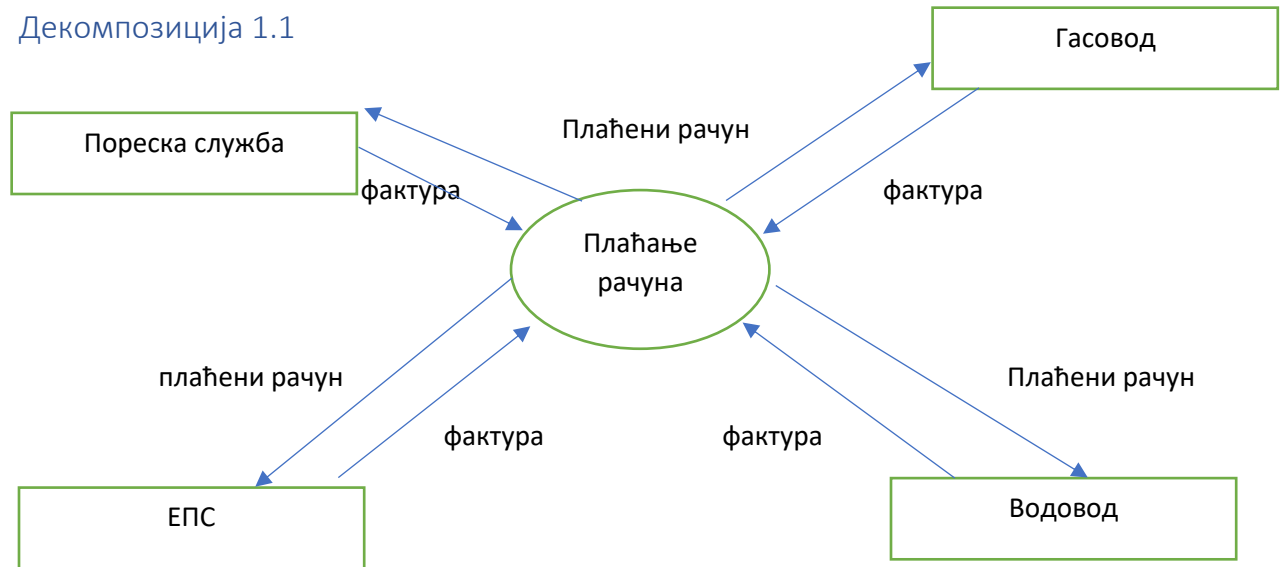 Декомпозиција 1.1
Гасовод
Плаћени рачун
Пореска служба
фактура
фактура
Плаћање
рачуна
плаћени рачун
Плаћени рачун
фактура
фактура
ЕПС
Водовод